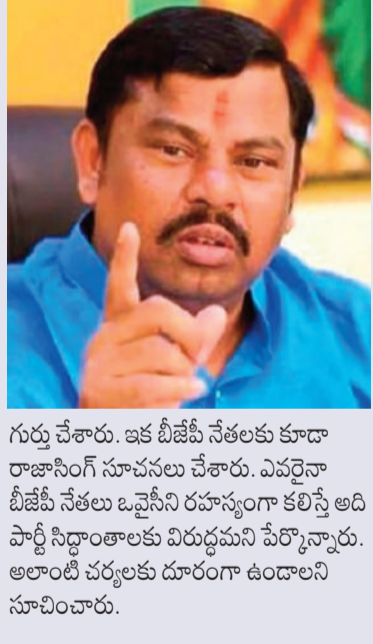 గుర్తు చేశారు. ఇక బీజేపీ నేతలకు కూడా
రాజాసింగ్ సూచనలు చేశారు. ఎవరైనా
బీజేపీ నేతలు ఒవైసీని రహస్యంగా కలిస్తే అది
పార్టీ సిద్ధాంతాలకు విరుద్ధమని పేర్కొన్నారు.
అలాంటి చర్యలకు దూరంగా ఉండాలని
సూచించారు.